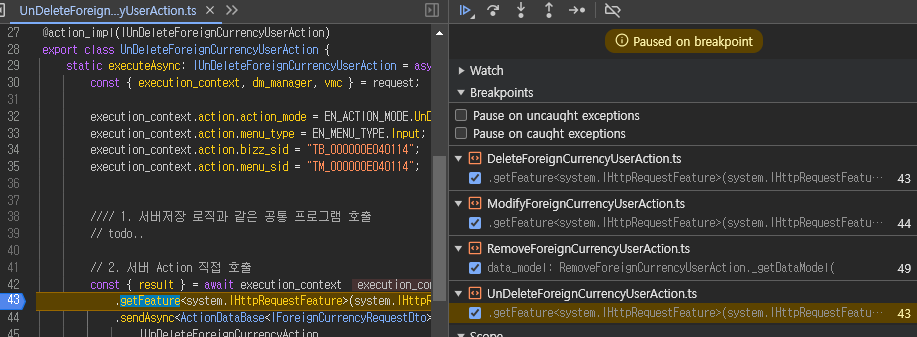 UnDeleteForeign...yUserAction.ts
27 @action_impl(IUnDeleteForeignCurrencyUserAction)
28 export class UnDeleteForeignCurrencyUserAction {
29 static executeAsync: IUnDeleteForeignCurrencyUserAction = asy
30 const { execution_context, dm_manager, vmc } = request;
31
32 execution_context.action.action_mode = EN_ACTION_MODE.UnD
33 execution_context.action.menu_type = EN_MENU_TYPE.Input;
34 execution_context.action.bizz_sid = "TB_000000E040114";
35 execution_context.action.menu_sid = "TM_000000E040114";
36
37
38 //// 1. 서버저장 로직과 같은 공통 프로그램 호출
39 // todo..
40
41 // 2. 서버 Action 직접 호출
42 const { result } = await execution_context execution_con
43 .getFeature<system.IHttpRequestFeature>(system.IHttpR
44 .sendAsync<ActionDataBase<IForeignCurrencyRequestDto>
45 IUnDeleteForeignCurrencyAction
Paused on breakpoint
Watch
Breakpoints
Pause on uncaught exceptions
Pause on caught exceptions
DeleteForeignCurrencyUserAction.ts
.getFeature<system.IHttpRequestFeature>(system.IHttpRequestFeatu… 43
ModifyForeignCurrencyUserAction.ts
.getFeature<system.IHttpRequestFeature>(system.IHttpRequestFeatu… 44
RemoveForeignCurrencyUserAction.ts
data_model: RemoveForeignCurrencyUserAction._getDataModel( 49
UnDeleteForeignCurrencyUserAction.ts
.getFeature<system.IHttpRequestFeature>(system.IHttpRequestFeatu… 43
Scope